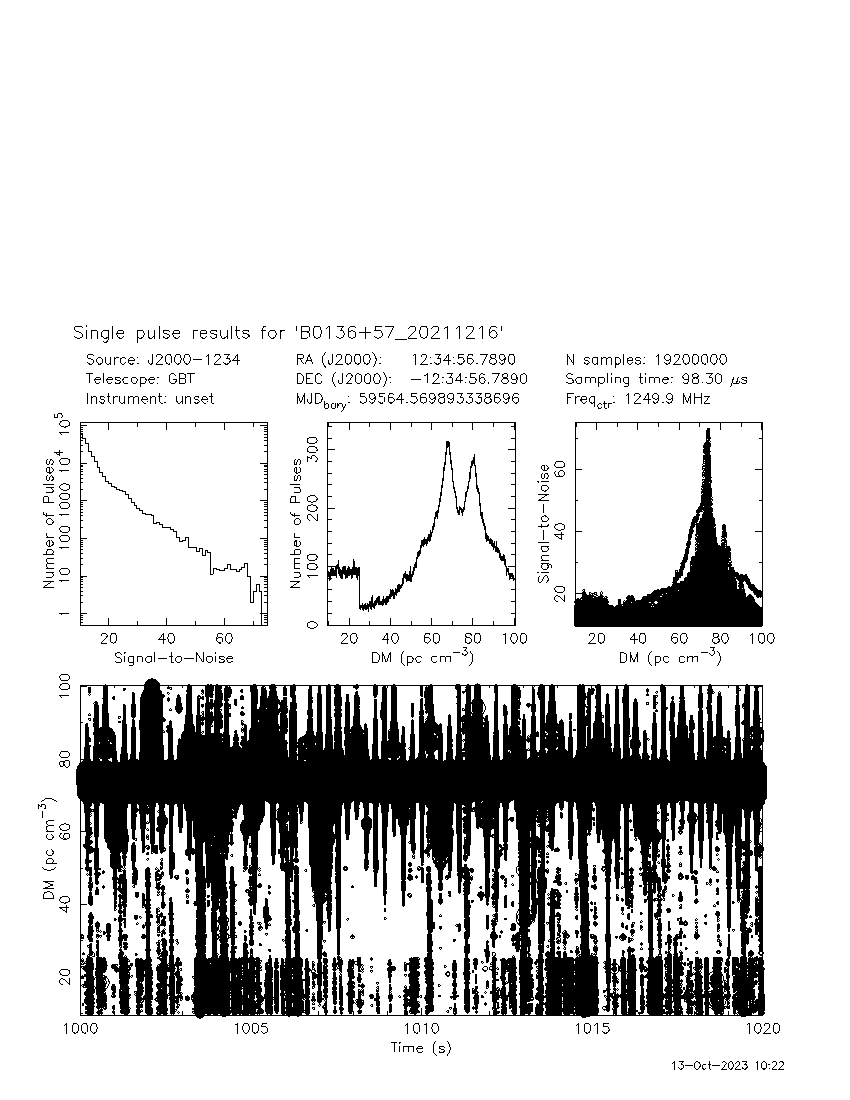 Single pulse results for 'B0136+57_20211216'
Source: J2000−1234 RA (J2000): 12:34:56.7890 N samples: 19200000
Telescope: GBT DEC (J2000): −12:34:56.7890 Sampling time: 98.30 μs
Instrument: unset MJDbary: 59564.569893338696 Freqctr: 1249.9 MHz
Number of Pulses
1 10 100 1000 10^4 10^5
20 40 60
Signal−to−Noise
Number of Pulses
0 100 200 300
20 40 60 80 100
DM (pc cm^−3)
Signal−to−Noise
20 40 60
20 40 60 80 100
DM (pc cm^−3)
DM (pc cm^−3)
20 40 60 80 100
1000 1005 1010 1015 1020
Time (s)
13−Oct−2023 10:22